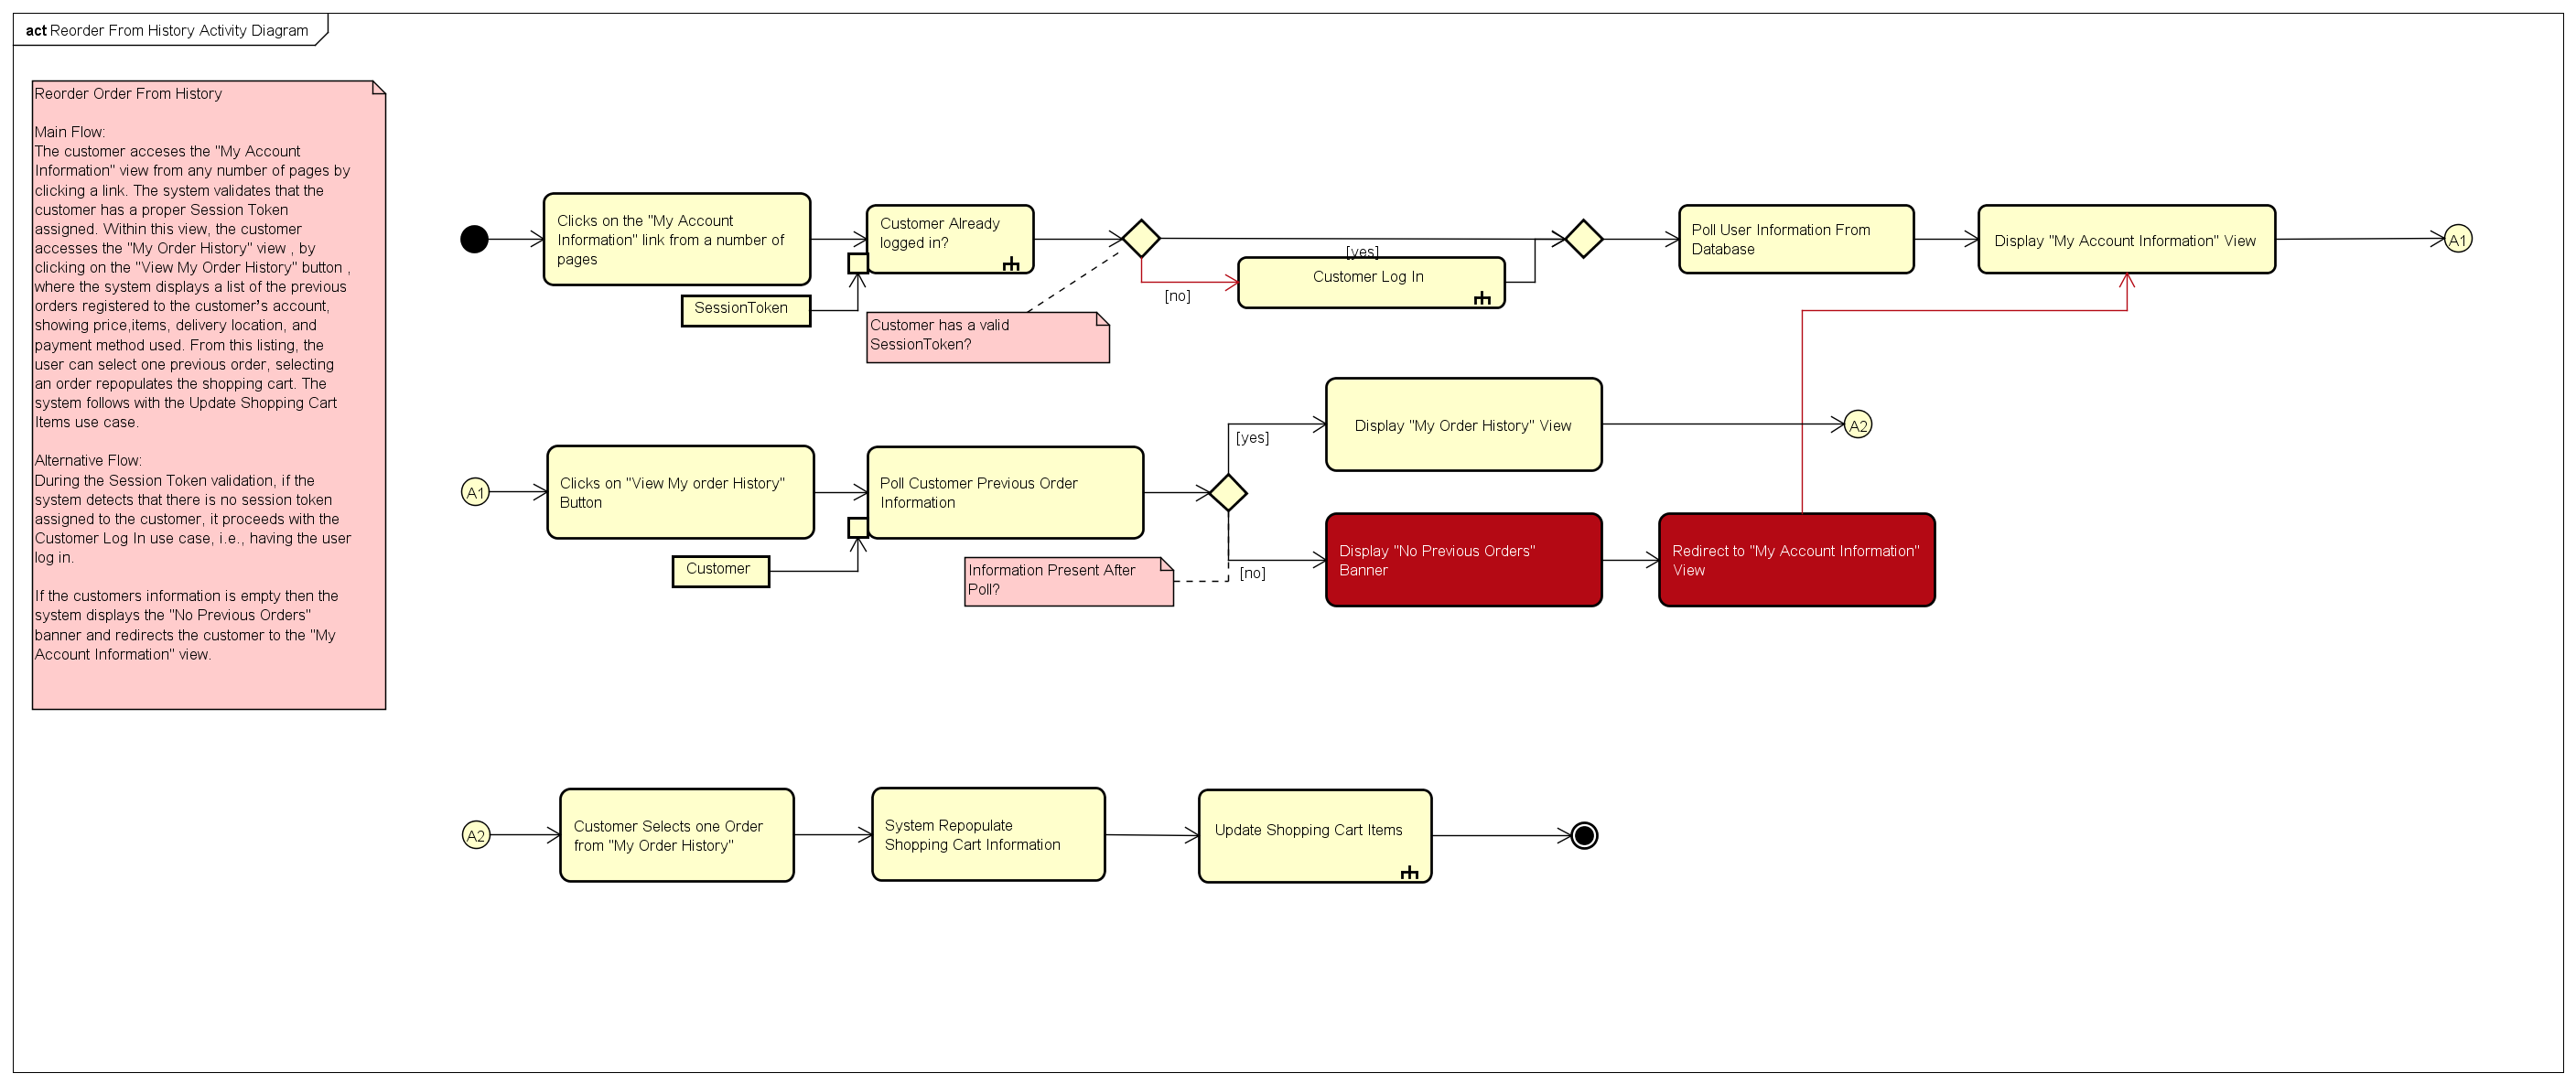 act Reorder From History Activity Diagram
Reorder Order From History
Main Flow:
The customer acceses the "My Account
Information" view from any number of pages by
clicking a link. The system validates that the
customer has a proper Session Token
assigned. Within this view, the customer
accesses the "My Order History" view , by
clicking on the "View My Order History" button ,
where the system displays a list of the previous
orders registered to the customer's account,
showing price,items, delivery location, and
payment method used. From this listing, the
user can select one previous order, selecting
an order repopulates the shopping cart. The
system follows with the Update Shopping Cart
Items use case.
Alternative Flow:
During the Session Token validation, if the
system detects that there is no session token
assigned to the customer, it proceeds with the
Customer Log In use case, i.e., having the user
log in.
If the customers information is empty then the
system displays the "No Previous Orders"
banner and redirects the customer to the "My
Account Information" view.
Clicks on the "My Account
Information" link from a number of
pages
SessionToken
Customer Already
logged in?
Customer has a valid
SessionToken?
[yes]
[no]
Customer Log In
Poll User Information From
Database
Display "My Account Information" View
A1
A1
Clicks on "View My order History"
Button
Customer
Poll Customer Previous Order
Information
Information Present After
Poll?
[yes]
[no]
Display "My Order History" View
A2
Display "No Previous Orders"
Banner
Redirect to "My Account Information"
View
A2
Customer Selects one Order
from "My Order History"
System Repopulate
Shopping Cart Information
Update Shopping Cart Items